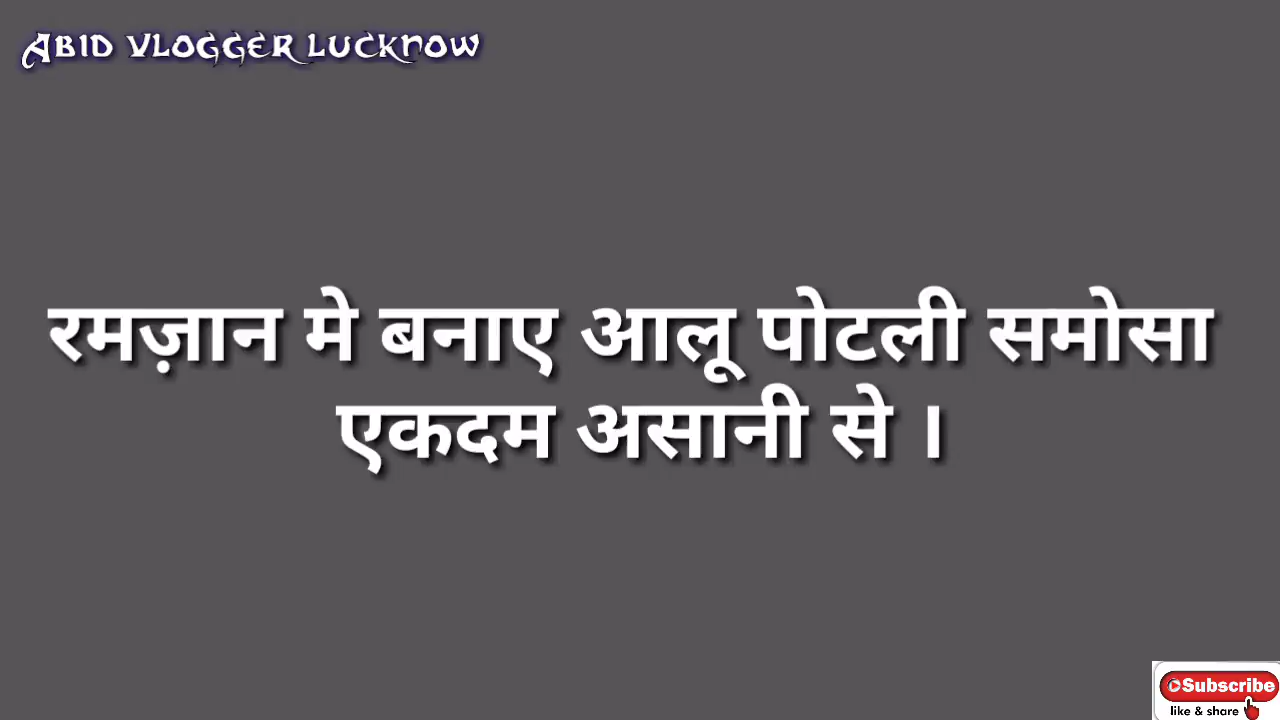 ABID VLOGGER LUCKNOW
रमज़ान मे बनाए आलू पोटली समोसा
एकदम असानी से ।
Subscribe
like & share